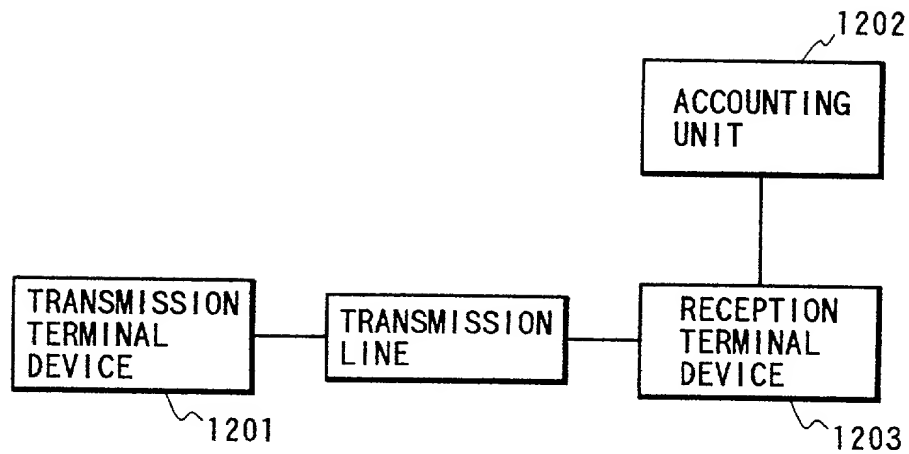 1202
ACCOUNTING
UNIT
TRANSMISSION
TERMINAL
DEVICE
TRANSMISSION
LINE
RECEPTION
TERMINAL
DEVICE
1201
1203